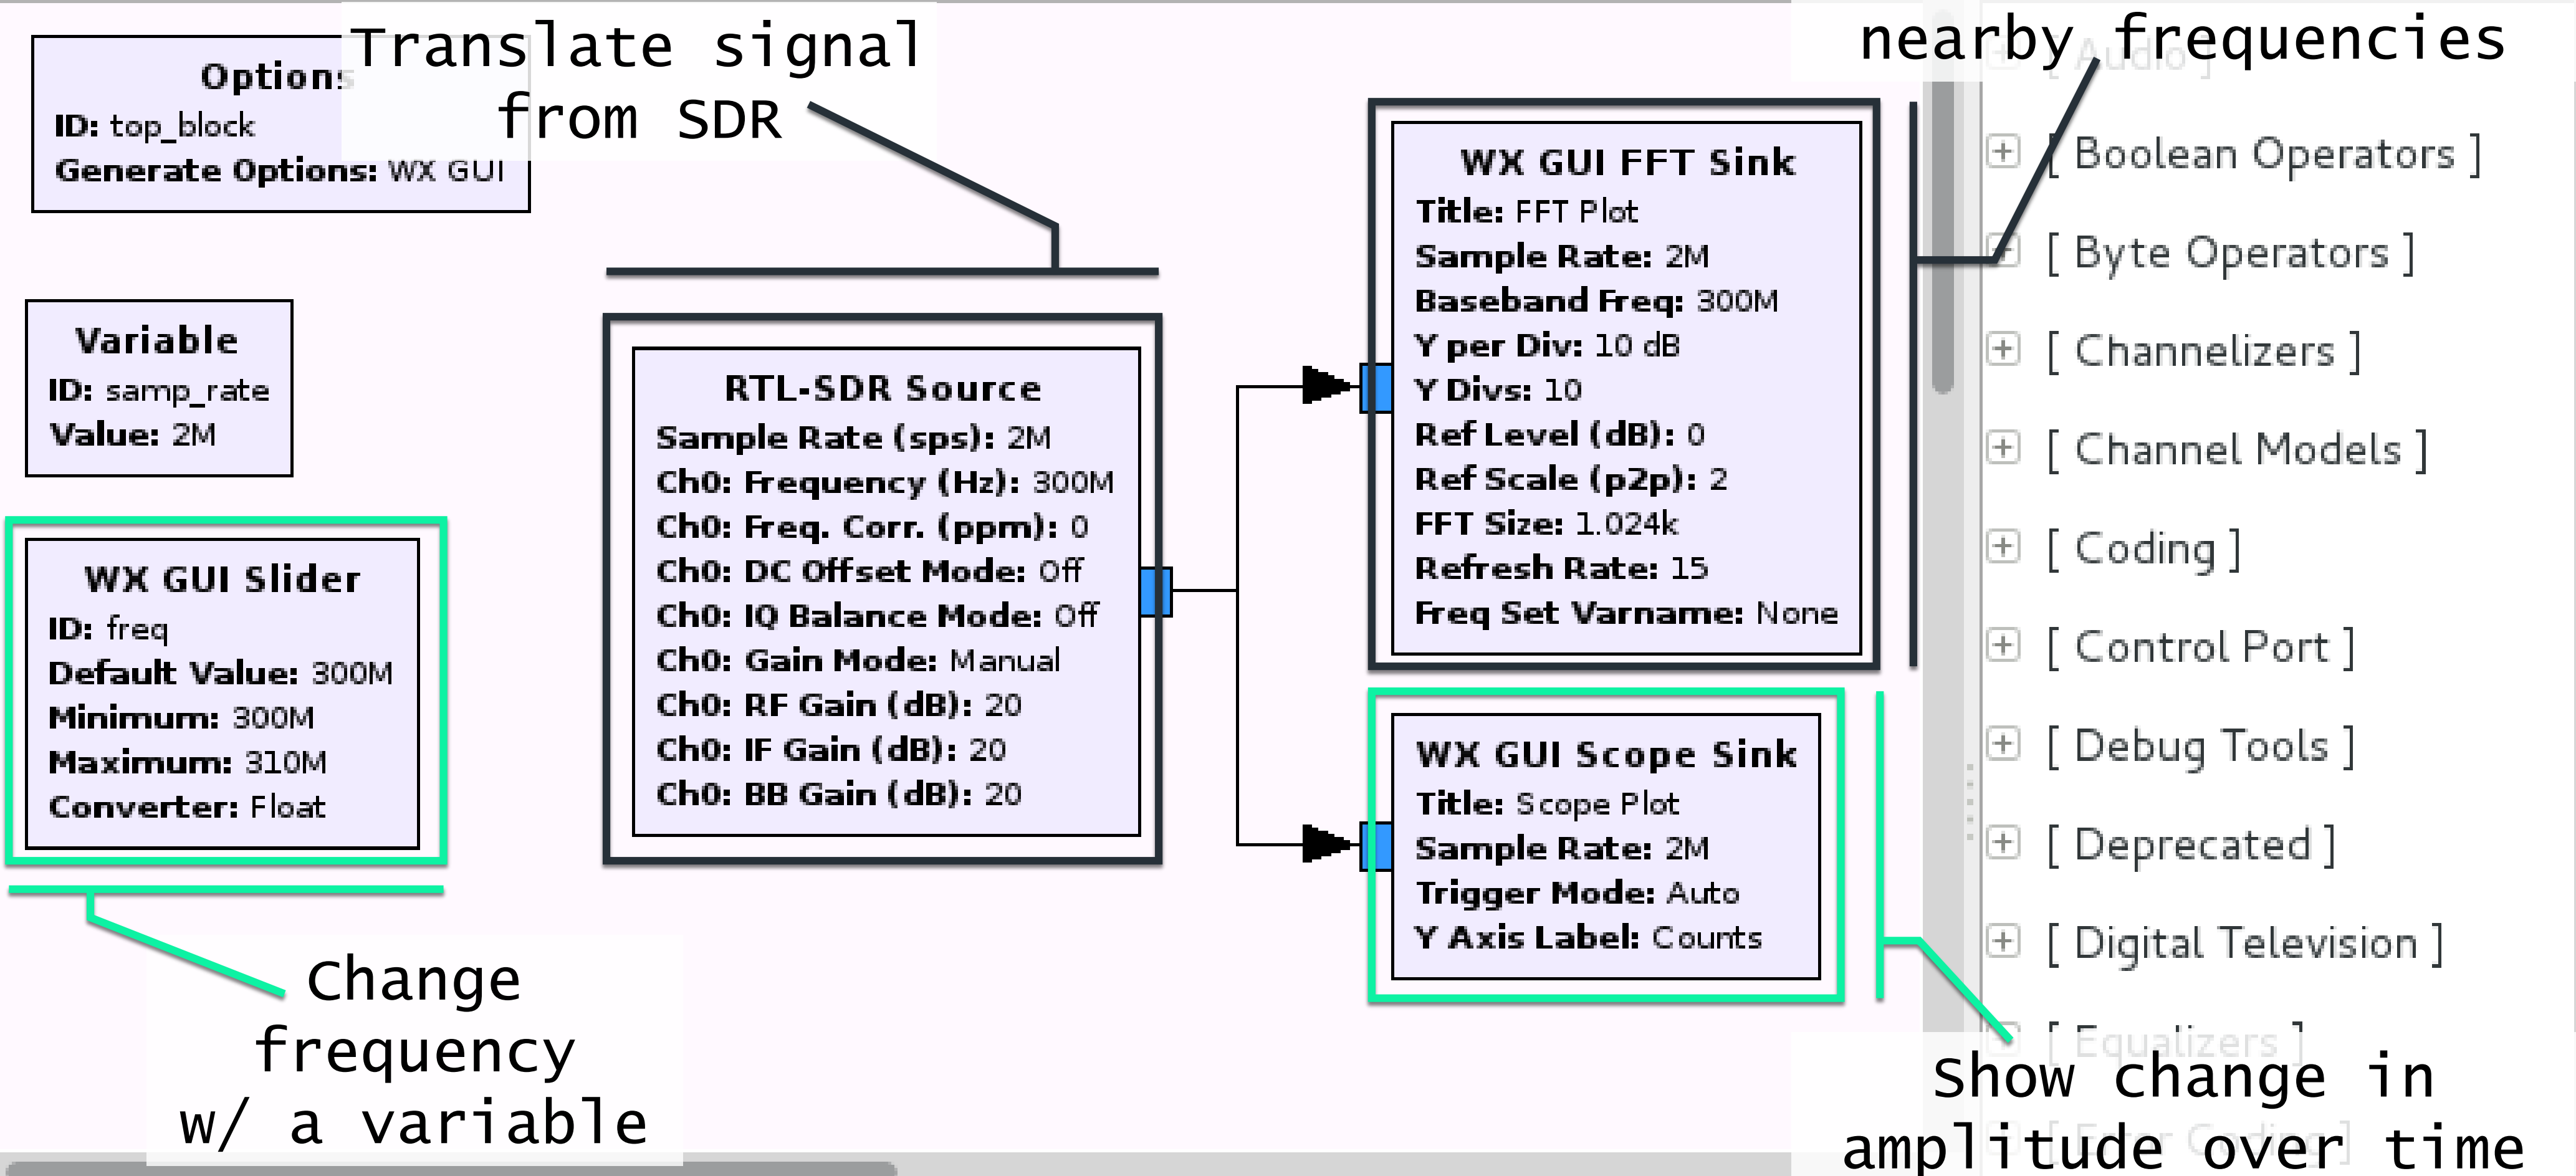 Translate signal
from SDR
nearby frequencies
Options
ID: top_block
Generate Options: WX GUI
Variable
ID: samp_rate
Value: 2M
WX GUI Slider
ID: freq
Default Value: 300M
Minimum: 300M
Maximum: 310M
Converter: Float
Change
frequency
w/ a variable
RTL-SDR Source
Sample Rate (sps): 2M
Ch0: Frequency (Hz): 300M
Ch0: Freq. Corr. (ppm): 0
Ch0: DC Offset Mode: Off
Ch0: IQ Balance Mode: Off
Ch0: Gain Mode: Manual
Ch0: RF Gain (dB): 20
Ch0: IF Gain (dB): 20
Ch0: BB Gain (dB): 20
WX GUI FFT Sink
Title: FFT Plot
Sample Rate: 2M
Baseband Freq: 300M
Y per Div: 10 dB
Y Divs: 10
Ref Level (dB): 0
Ref Scale (p2p): 2
FFT Size: 1.024k
Refresh Rate: 15
Freq Set Varname: None
WX GUI Scope Sink
Title: Scope Plot
Sample Rate: 2M
Trigger Mode: Auto
Y Axis Label: Counts
[ Audio ]
[ Boolean Operators ]
[ Byte Operators ]
[ Channelizers ]
[ Channel Models ]
[ Coding ]
[ Control Port ]
[ Debug Tools ]
[ Deprecated ]
[ Digital Television ]
[ Equalizers ]
[ Error Coding ]
Show change in
amplitude over time